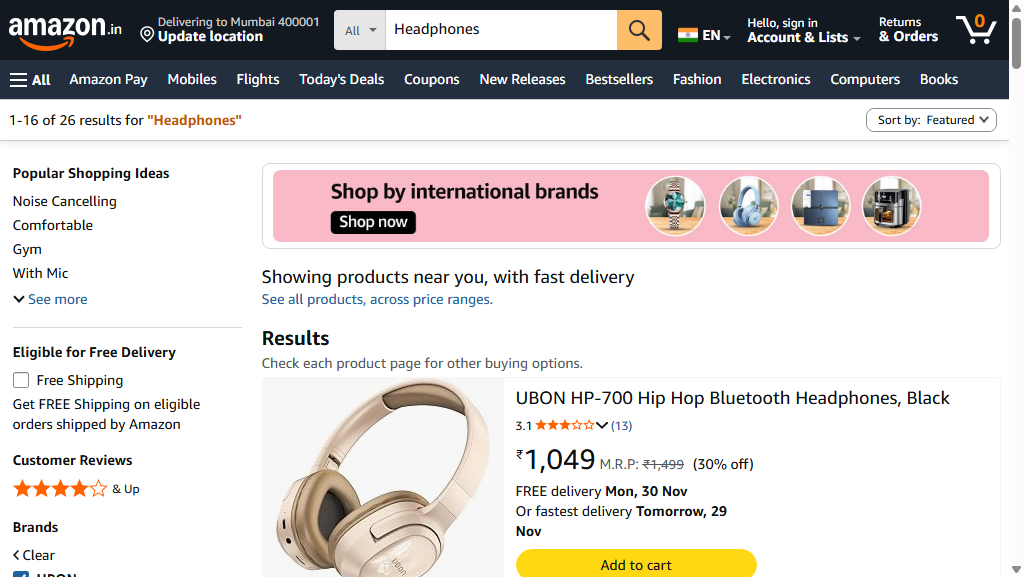 amazon.in
Delivering to Mumbai 400001
Update location
All
Headphones
EN
Hello, sign in
Account & Lists
Returns
& Orders
0
All
Amazon Pay
Mobiles
Flights
Today's Deals
Coupons
New Releases
Bestsellers
Fashion
Electronics
Computers
Books
1-16 of 26 results for "Headphones"
Sort by: Featured
Popular Shopping Ideas
Noise Cancelling
Comfortable
Gym
With Mic
See more
Eligible for Free Delivery
Free Shipping
Get FREE Shipping on eligible
orders shipped by Amazon
Customer Reviews
& Up
Brands
Clear
UBON
Shop by international brands
Shop now
Showing products near you, with fast delivery
See all products, across price ranges.
Results
Check each product page for other buying options.
UBON
UBON HP-700 Hip Hop Bluetooth Headphones, Black
3.1 (13)
₹1,049 M.R.P: ₹1,499 (30% off)
FREE delivery Mon, 30 Nov
Or fastest delivery Tomorrow, 29
Nov
Add to cart